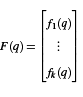 F(q) = [ f₁(q)
⋮
fₖ(q) ]